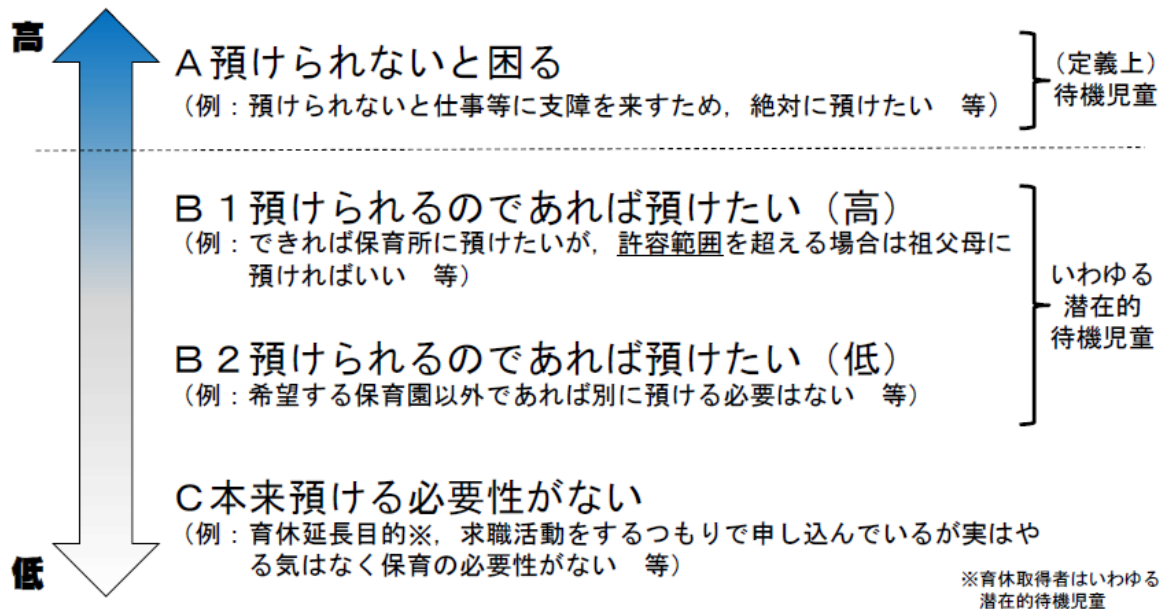 高
A預けられないと困る
（例：預けられないと仕事等に支障を来すため，絶対に預けたい　等）
（定義上）
待機児童
B１預けられるのであれば預けたい（高）
（例：できれば保育所に預けたいが，許容範囲を超える場合は祖父母に
預ければいい　等）
いわゆる
潜在的
待機児童
B２預けられるのであれば預けたい（低）
（例：希望する保育園以外であれば別に預ける必要はない　等）
C本来預ける必要性がない
（例：育休延長目的※，求職活動をするつもりで申し込んでいるが実はや
る気はなく保育の必要性がない　等）
低
※育休取得者はいわゆる
潜在的待機児童